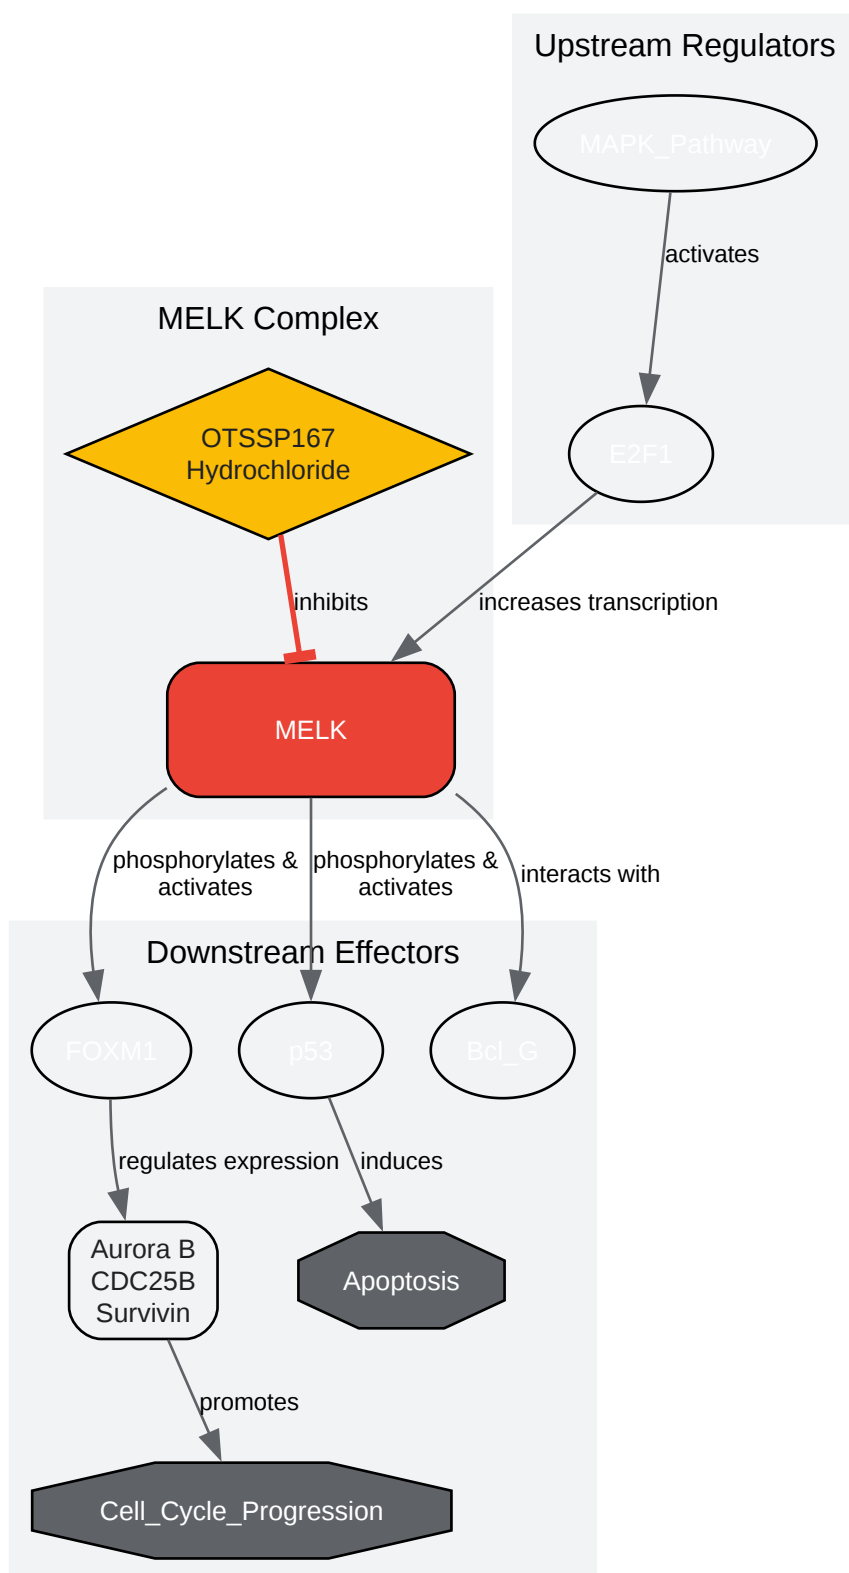 Upstream Regulators
MAPK_Pathway
activates
MELK Complex
OTSSP167
Hydrochloride
E2F1
inhibits
increases transcription
MELK
phosphorylates &
activates
phosphorylates &
activates
interacts with
Downstream Effectors
FOXM1
p53
Bcl_G
regulates expression
induces
Aurora B
CDC25B
Survivin
Apoptosis
promotes
Cell_Cycle_Progression